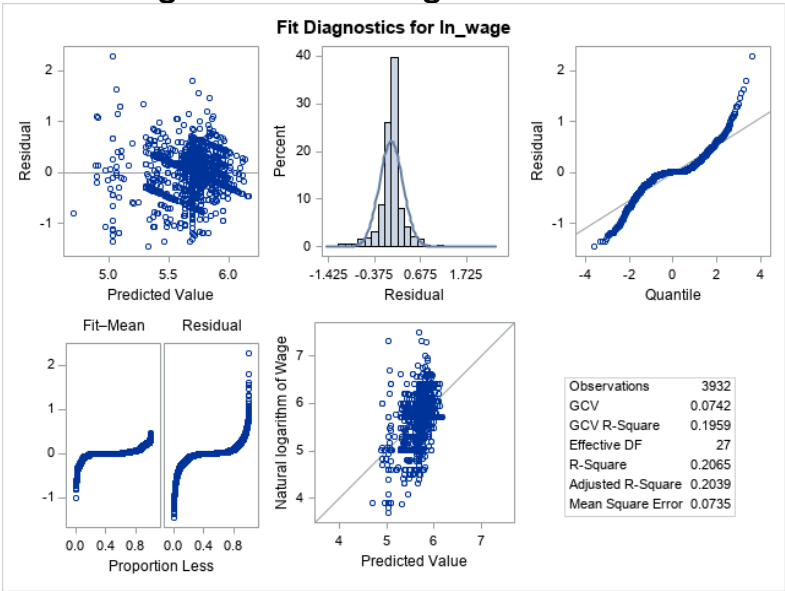 Fit Diagnostics for ln_wage
2
1
0
-1
Residual
5.0 5.5 6.0
Predicted Value
40
30
20
10
0
Percent
-1.425 -0.375 0.675 1.725
Residual
2
1
0
-1
Residual
-4 -2 0 2 4
Quantile
Fit–Mean Residual
2
1
0
-1
0.0 0.4 0.8 0.0 0.4 0.8
Proportion Less
7
6
5
4
Natural logarithm of Wage
4 5 6 7
Predicted Value
Observations 3932
GCV 0.0742
GCV R-Square 0.1959
Effective DF 27
R-Square 0.2065
Adjusted R-Square 0.2039
Mean Square Error 0.0735